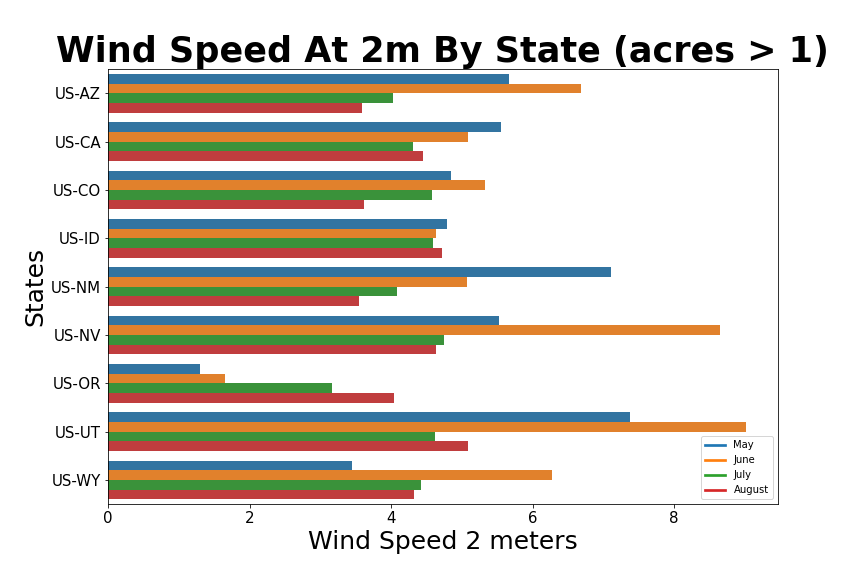 Wind Speed At 2m By State (acres > 1)
States
US-AZ
US-CA
US-CO
US-ID
US-NM
US-NV
US-OR
US-UT
US-WY
May
June
July
August
0 2 4 6 8
Wind Speed 2 meters